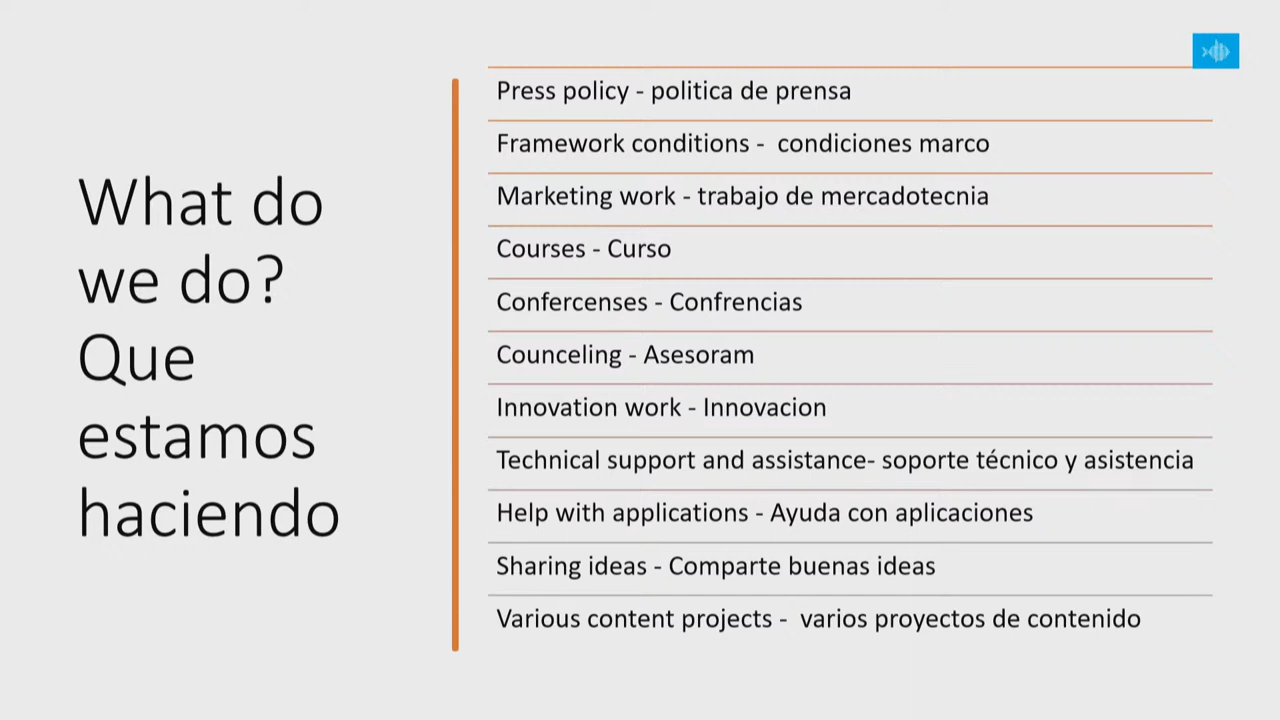 What do
we do?
Que
estamos
haciendo
Press policy - politica de prensa
Framework conditions -  condiciones marco
Marketing work - trabajo de mercadotecnia
Courses - Curso
Confercenses - Confrencias
Counceling - Asesoram
Innovation work - Innovacion
Technical support and assistance- soporte técnico y asistencia
Help with applications - Ayuda con aplicaciones
Sharing ideas - Comparte buenas ideas
Various content projects -  varios proyectos de contenido